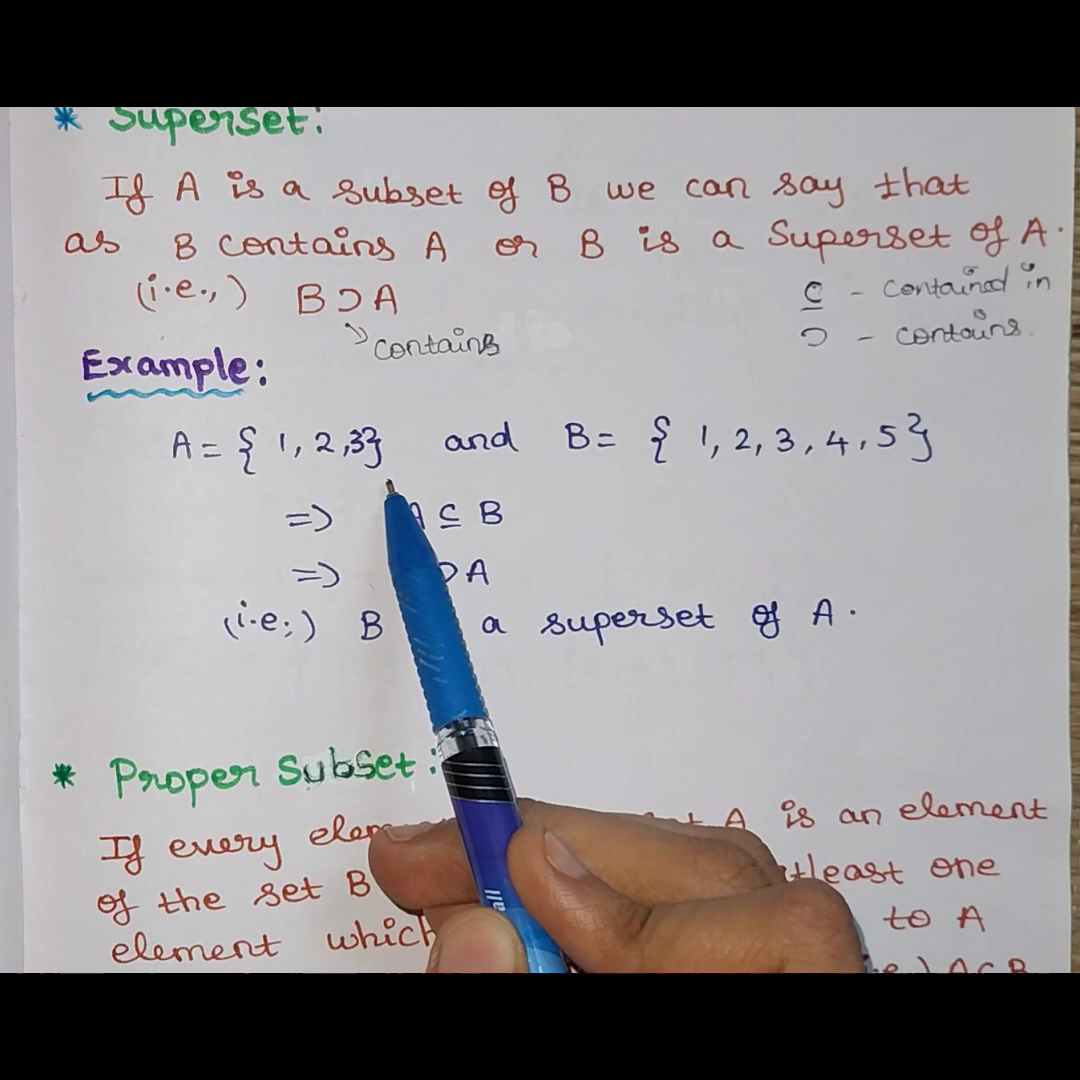 * Superset:
If A is a subset of B we can say that
as B contains A or B is a Superset of A.
(i.e.,) B⊃A
⊆ - contained in
contains
⊃ - contains.
Example:
A = { 1, 2, 3} and B = { 1, 2, 3, 4, 5}
=> A ⊆ B
=> ⊃ A
(i.e;) B a superset of A.
* Proper Subset:
If every A is an element
of the set B atleast one
element which to A
A⊂B